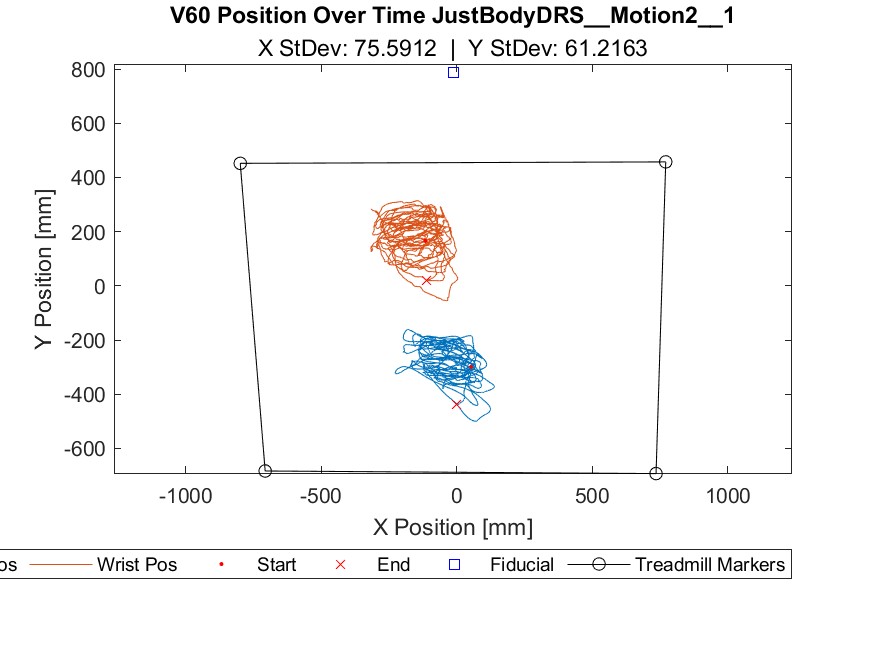 V60 Position Over Time JustBodyDRS__Motion2__1
X StDev: 75.5912 | Y StDev: 61.2163
800
600
400
200
0
-200
-400
-600
Y Position [mm]
-1000 -500 0 500 1000
X Position [mm]
os Wrist Pos Start End Fiducial Treadmill Markers